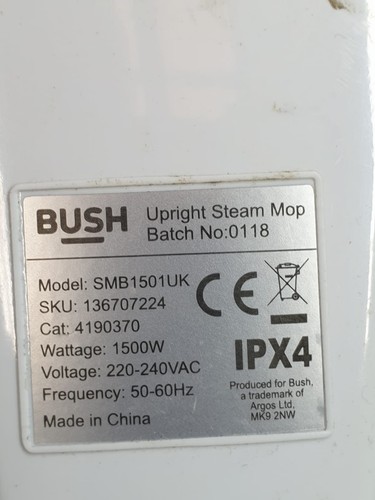 BUSH
Upright Steam Mop
Batch No:0118
Model: SMB1501UK
SKU: 136707224
Cat: 4190370
Wattage: 1500W
Voltage: 220-240VAC
Frequency: 50-60Hz
Made in China
CE
IPX4
Produced for Bush,
a trademark of
Argos Ltd.
MK9 2NW